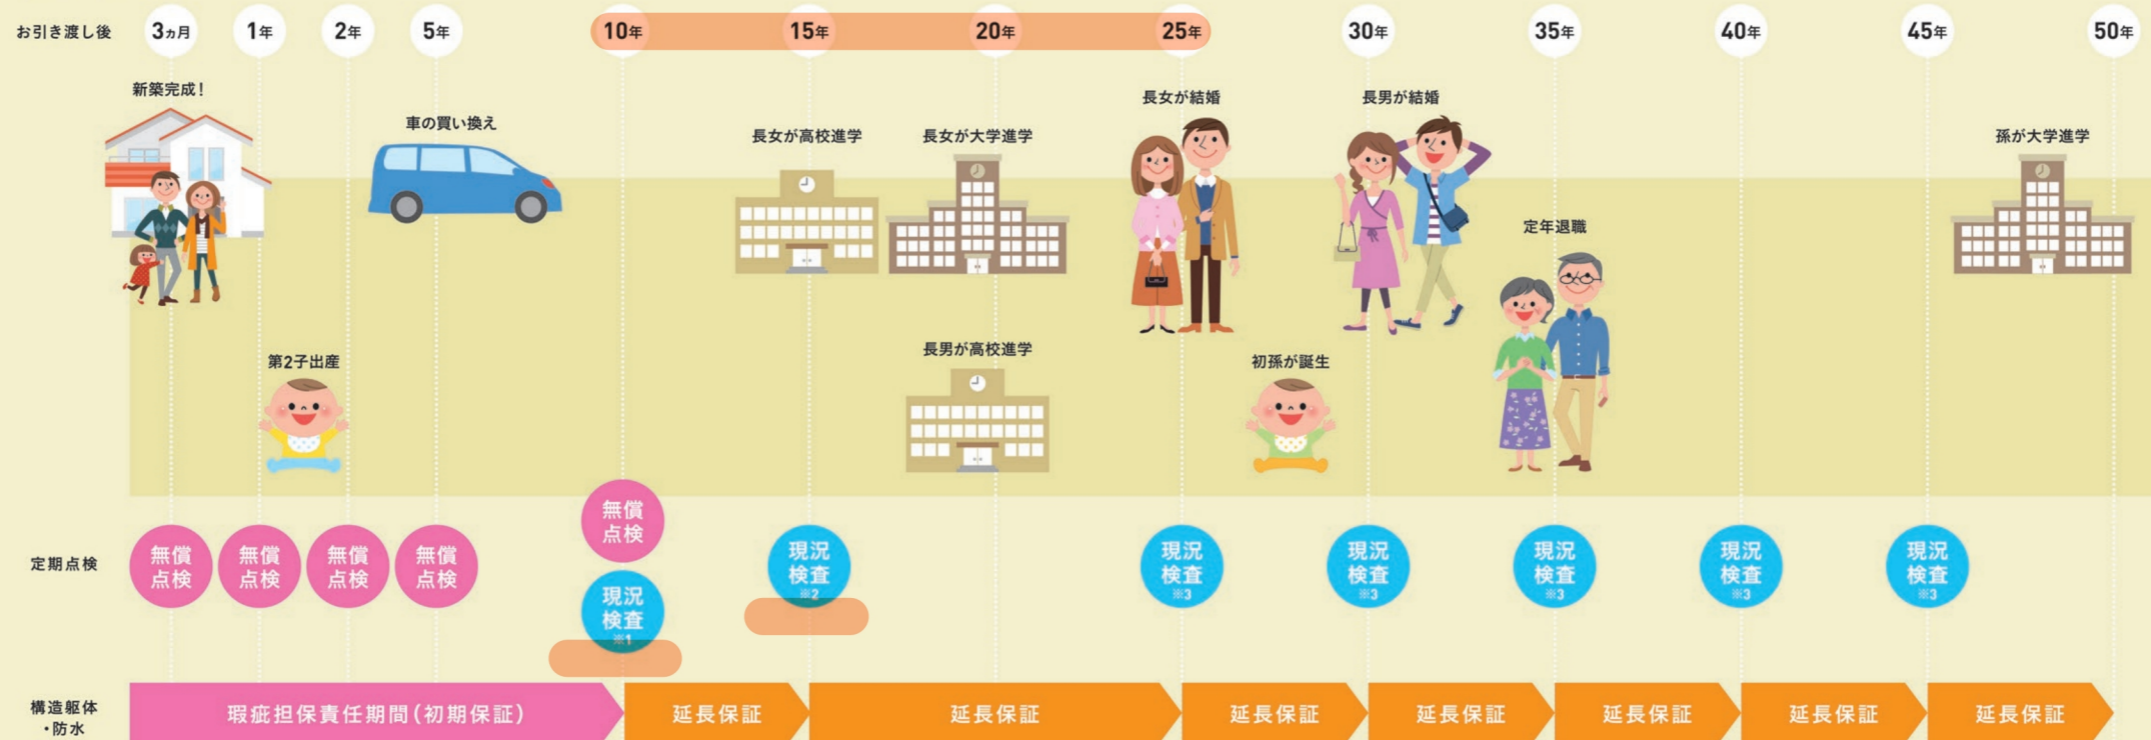 お引き渡し後 3ヵ月 1年 2年 5年 10年 15年 20年 25年 30年 35年 40年 45年 50年
新築完成！
車の買い換え
長女が高校進学
長女が大学進学
長女が結婚
長男が結婚
孫が大学進学
定年退職
第2子出産
長男が高校進学
初孫が誕生
定期点検
無償
点検
無償
点検
無償
点検
無償
点検
無償
点検
現況
検査
※1
現況
検査
※2
現況
検査
※3
現況
検査
※3
現況
検査
※3
現況
検査
※3
現況
検査
※3
構造躯体
・防水
瑕疵担保責任期間（初期保証）
延長保証
延長保証
延長保証
延長保証
延長保証
延長保証